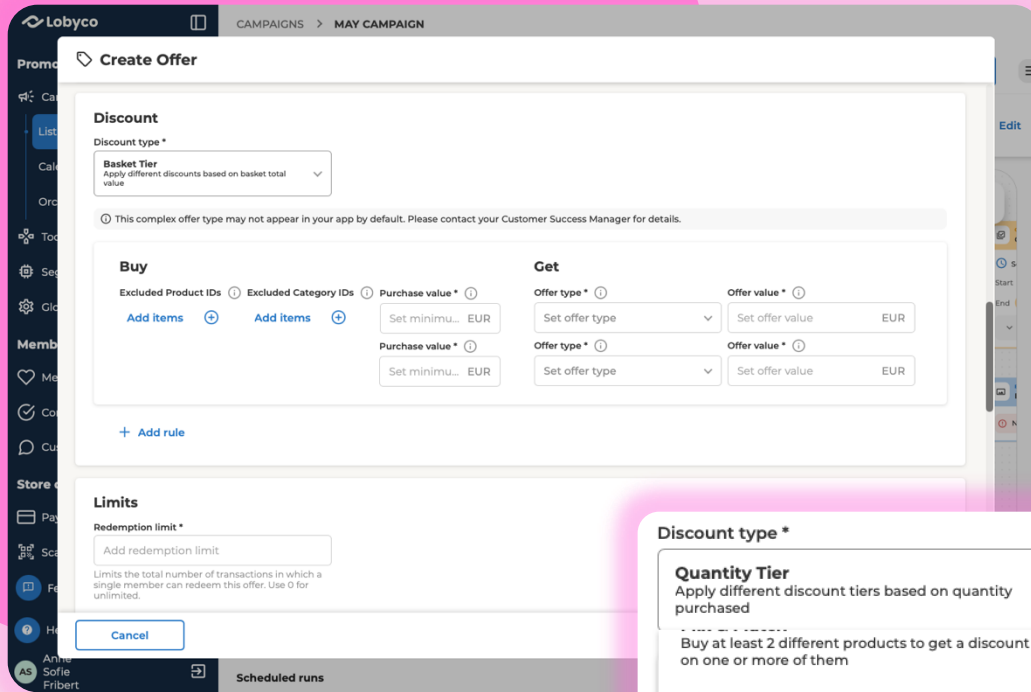 Lobyco
CAMPAIGNS > MAY CAMPAIGN
Create Offer
List
Edit
Discount
Discount type *
Basket Tier
Apply different discounts based on basket total
value
This complex offer type may not appear in your app by default. Please contact your Customer Success Manager for details.
Buy
Excluded Product IDs
Excluded Category IDs
Purchase value *
Add items
Add items
Set minimu... EUR
Purchase value *
Set minimu... EUR
Get
Offer type *
Offer value *
Set offer type
Set offer value EUR
Offer type *
Offer value *
Set offer type
Set offer value EUR
+ Add rule
Start
End
Limits
Redemption limit *
Add redemption limit
Limits the total number of transactions in which a
single member can redeem this offer. Use 0 for
unlimited.
Cancel
Store
AS
Anne
Sofie
Fribert
Scheduled runs
Discount type *
Quantity Tier
Apply different discount tiers based on quantity
purchased
Buy at least 2 different products to get a discount
on one or more of them